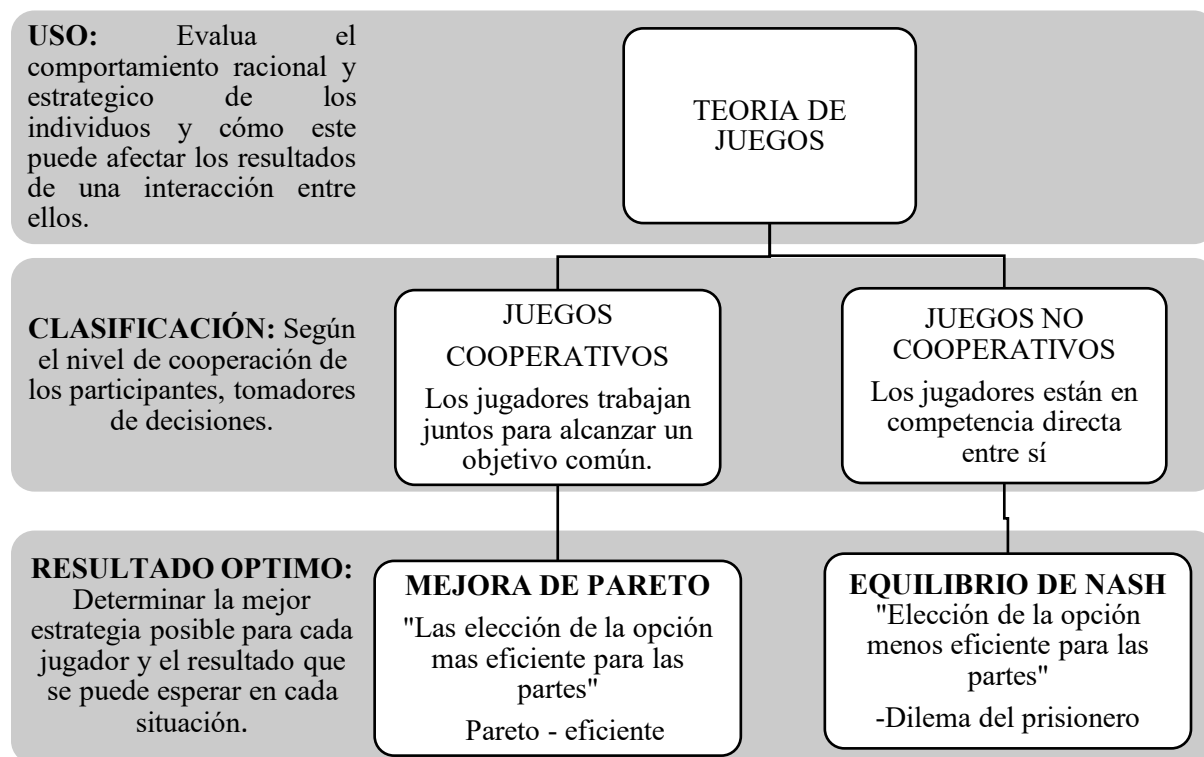 USO: Evalua el
comportamiento racional y
estrategico de los
individuos y cómo este
puede afectar los resultados
de una interacción entre
ellos.
TEORIA DE
JUEGOS
CLASIFICACIÓN: Según
el nivel de cooperación de
los participantes, tomadores
de decisiones.
JUEGOS
COOPERATIVOS
Los jugadores trabajan
juntos para alcanzar un
objetivo común.
JUEGOS NO
COOPERATIVOS
Los jugadores están en
competencia directa
entre sí
RESULTADO OPTIMO:
Determinar la mejor
estrategia posible para cada
jugador y el resultado que
se puede esperar en cada
situación.
MEJORA DE PARETO
"Las elección de la opción
mas eficiente para las
partes"
Pareto - eficiente
EQUILIBRIO DE NASH
"Elección de la opción
menos eficiente para las
partes"
-Dilema del prisionero